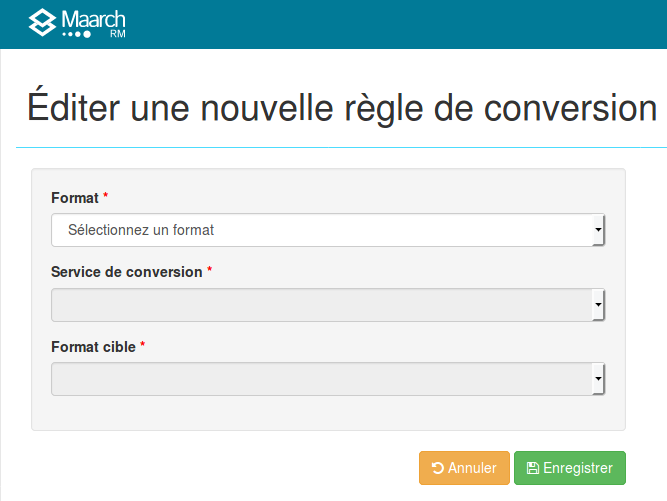 Maarch
RM
Éditer une nouvelle règle de conversion
Format *
Sélectionnez un format
Service de conversion *
Format cible *
Annuler
Enregistrer